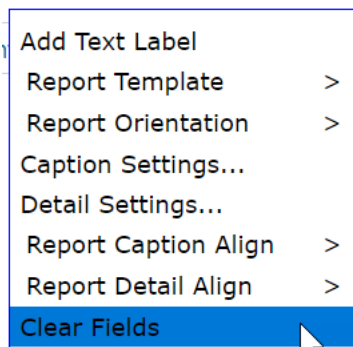 Add Text Label
Report Template >
Report Orientation >
Caption Settings...
Detail Settings...
Report Caption Align >
Report Detail Align >
Clear Fields